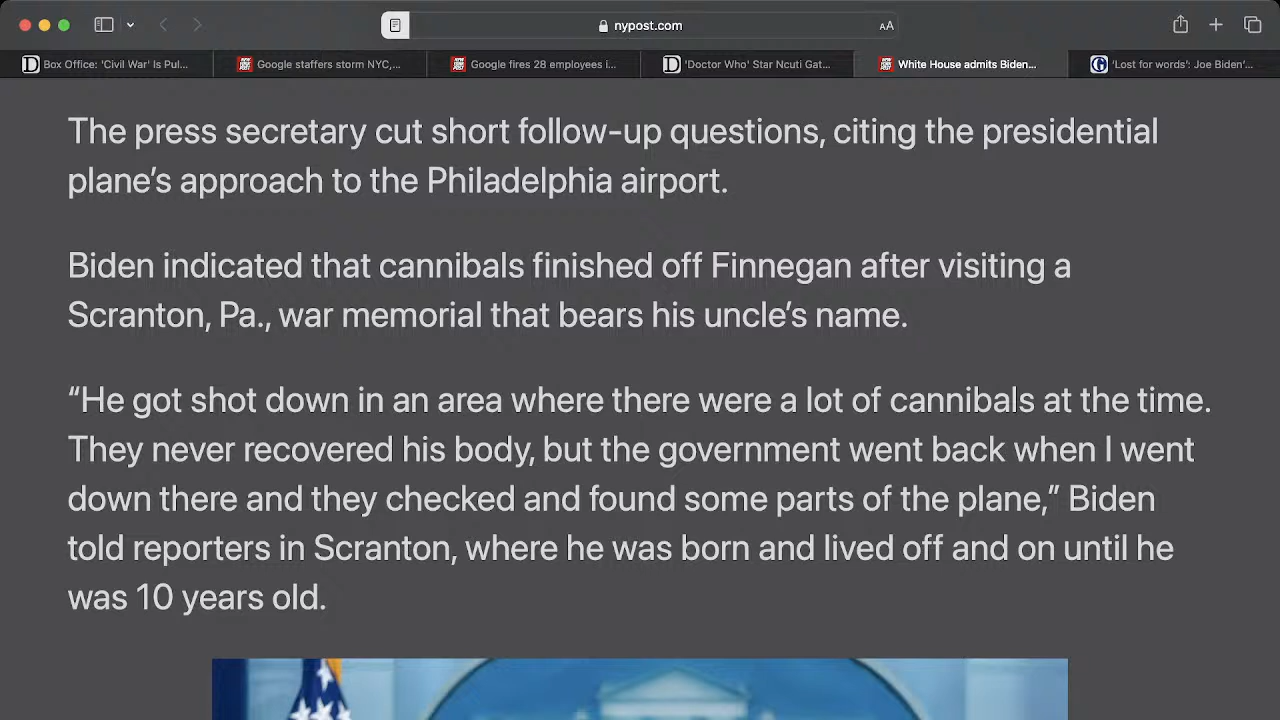 nypost.com
AA
Box Office: 'Civil War' Is Pul...
Google staffers storm NYC,...
Google fires 28 employees i...
'Doctor Who' Star Ncuti Gat...
White House admits Biden...
'Lost for words': Joe Biden'...
The press secretary cut short follow-up questions, citing the presidential
plane's approach to the Philadelphia airport.
Biden indicated that cannibals finished off Finnegan after visiting a
Scranton, Pa., war memorial that bears his uncle's name.
“He got shot down in an area where there were a lot of cannibals at the time.
They never recovered his body, but the government went back when I went
down there and they checked and found some parts of the plane,” Biden
told reporters in Scranton, where he was born and lived off and on until he
was 10 years old.